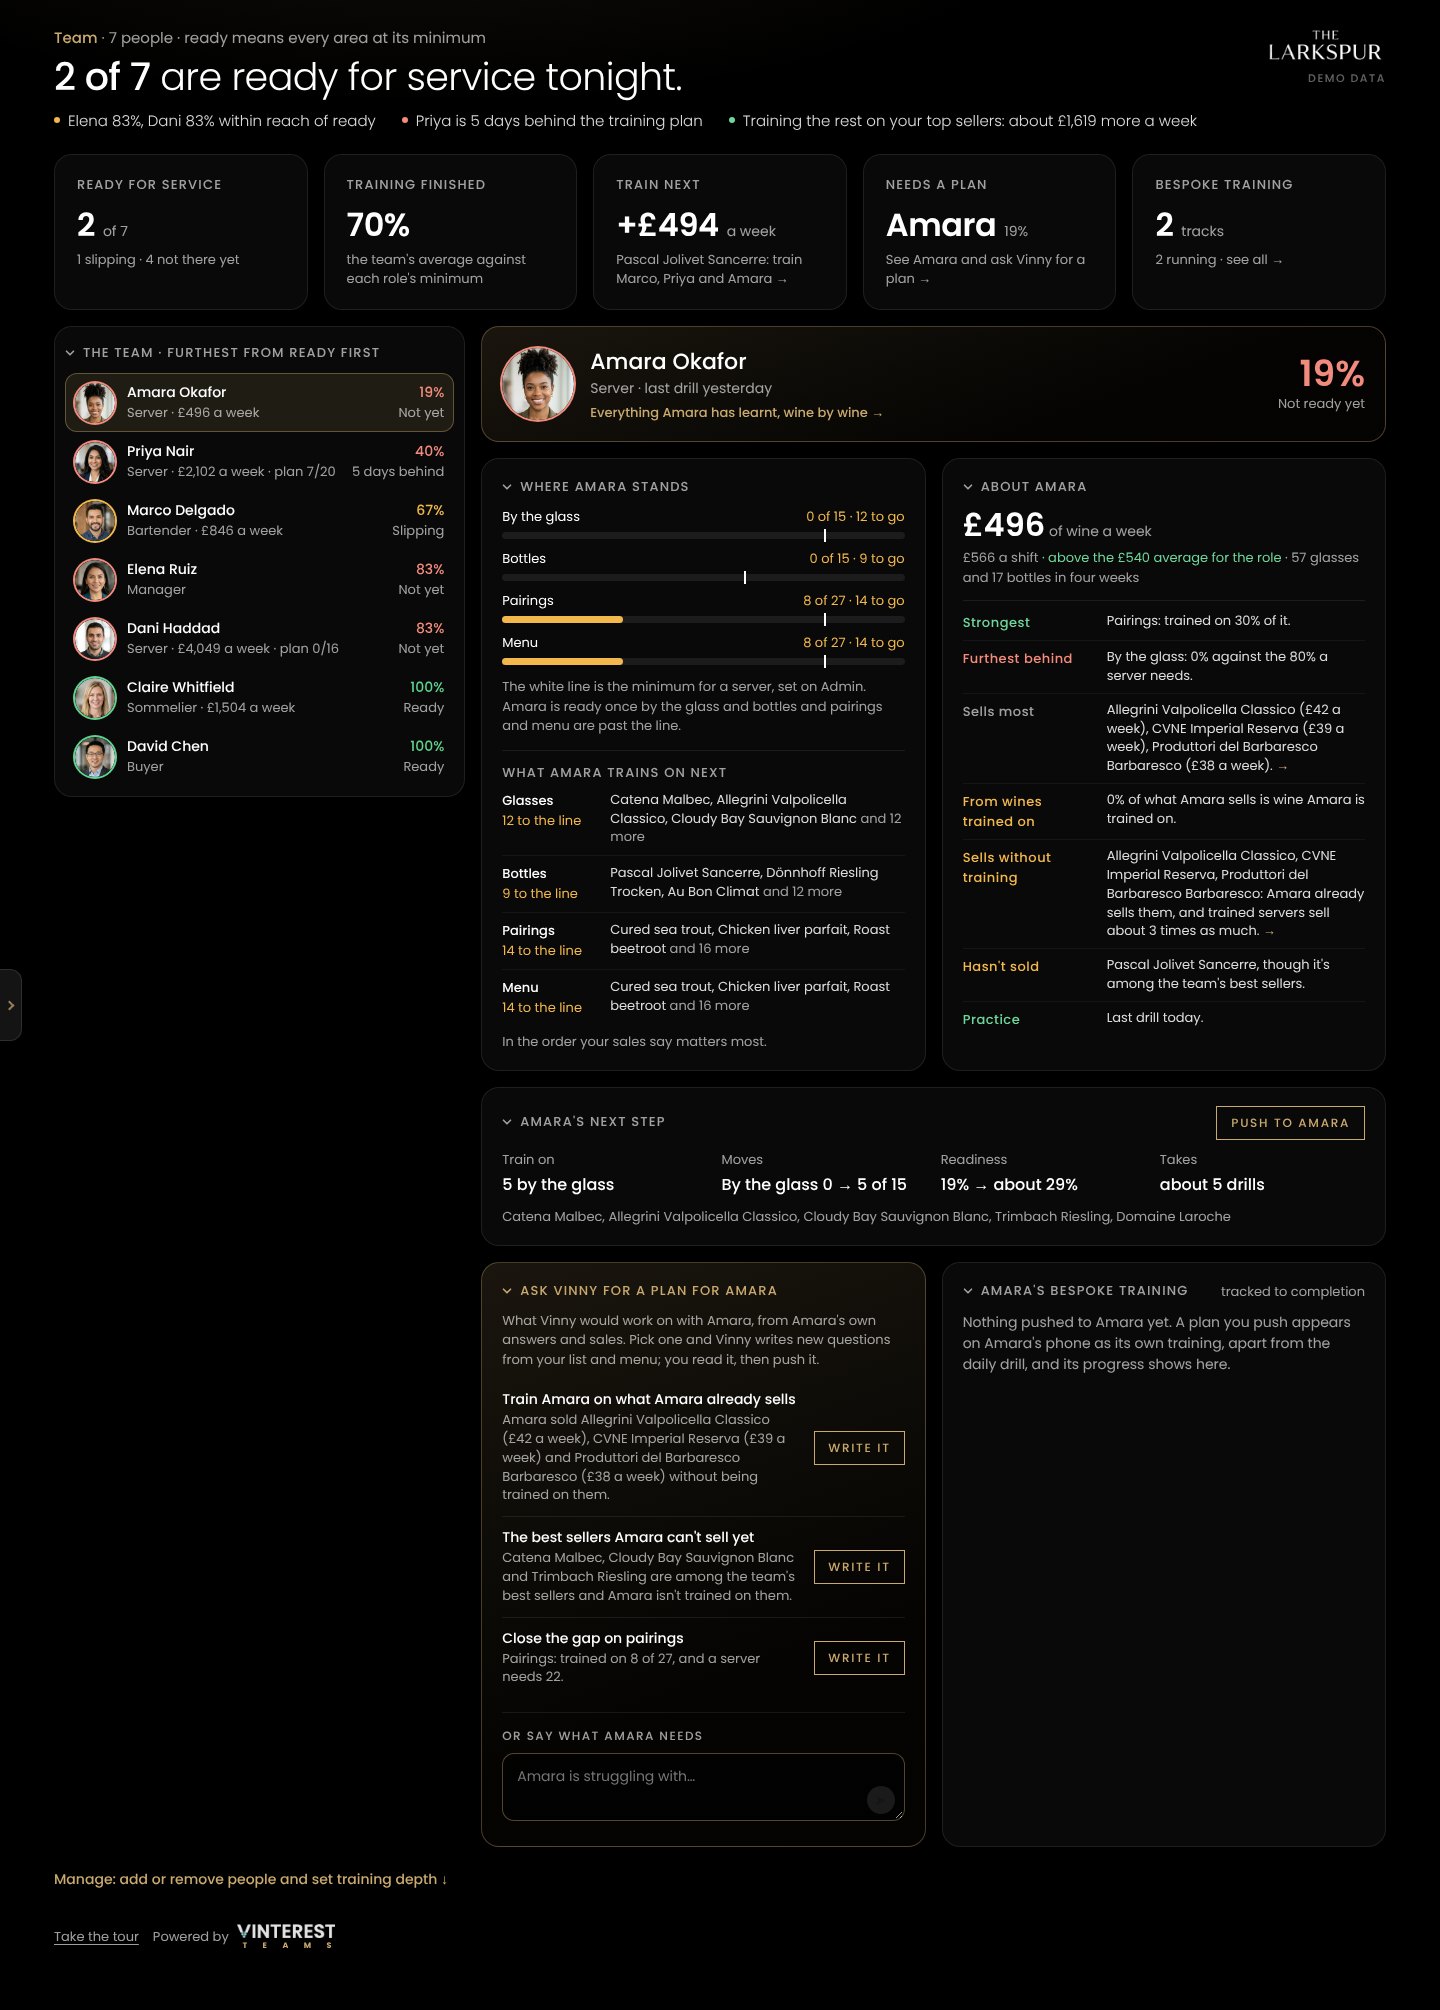 Team · 7 people · ready means every area at its minimum
2 of 7 are ready for service tonight.
Elena 83%, Dani 83% within reach of ready
Priya is 5 days behind the training plan
Training the rest on your top sellers: about £1,619 more a week
THE
LARKSPUR
DEMO DATA
READY FOR SERVICE
2 of 7
1 slipping · 4 not there yet
TRAINING FINISHED
70%
the team's average against
each role's minimum
TRAIN NEXT
+£494 a week
Pascal Jolivet Sancerre: train
Marco, Priya and Amara →
NEEDS A PLAN
Amara 19%
See Amara and ask Vinny for a
plan →
BESPOKE TRAINING
2 tracks
2 running · see all →
THE TEAM · FURTHEST FROM READY FIRST
Amara Okafor 19%
Server · £496 a week Not yet
Priya Nair 40%
Server · £2,102 a week · plan 7/20 5 days behind
Marco Delgado 67%
Bartender · £846 a week Slipping
Elena Ruiz 83%
Manager Not yet
Dani Haddad 83%
Server · £4,049 a week · plan 0/16 Not yet
Claire Whitfield 100%
Sommelier · £1,504 a week Ready
David Chen 100%
Buyer Ready
Amara Okafor
Server · last drill yesterday
Everything Amara has learnt, wine by wine →
19%
Not ready yet
WHERE AMARA STANDS
By the glass 0 of 15 · 12 to go
Bottles 0 of 15 · 9 to go
Pairings 8 of 27 · 14 to go
Menu 8 of 27 · 14 to go
The white line is the minimum for a server, set on Admin.
Amara is ready once by the glass and bottles and pairings
and menu are past the line.
WHAT AMARA TRAINS ON NEXT
Glasses
12 to the line
Catena Malbec, Allegrini Valpolicella
Classico, Cloudy Bay Sauvignon Blanc and 12
more
Bottles
9 to the line
Pascal Jolivet Sancerre, Dönnhoff Riesling
Trocken, Au Bon Climat and 12 more
Pairings
14 to the line
Cured sea trout, Chicken liver parfait, Roast
beetroot and 16 more
Menu
14 to the line
Cured sea trout, Chicken liver parfait, Roast
beetroot and 16 more
In the order your sales say matters most.
ABOUT AMARA
£496 of wine a week
£566 a shift · above the £540 average for the role · 57 glasses
and 17 bottles in four weeks
Strongest
Pairings: trained on 30% of it.
Furthest behind
By the glass: 0% against the 80% a
server needs.
Sells most
Allegrini Valpolicella Classico (£42 a
week), CVNE Imperial Reserva (£39 a
week), Produttori del Barbaresco
Barbaresco (£38 a week). →
From wines
trained on
0% of what Amara sells is wine Amara is
trained on.
Sells without
training
Allegrini Valpolicella Classico, CVNE
Imperial Reserva, Produttori del
Barbaresco Barbaresco: Amara already
sells them, and trained servers sell
about 3 times as much. →
Hasn't sold
Pascal Jolivet Sancerre, though it's
among the team's best sellers.
Practice
Last drill today.
AMARA'S NEXT STEP
PUSH TO AMARA
Train on
5 by the glass
Moves
By the glass 0 → 5 of 15
Readiness
19% → about 29%
Takes
about 5 drills
Catena Malbec, Allegrini Valpolicella Classico, Cloudy Bay Sauvignon Blanc, Trimbach Riesling, Domaine Laroche
ASK VINNY FOR A PLAN FOR AMARA
What Vinny would work on with Amara, from Amara's own
answers and sales. Pick one and Vinny writes new questions
from your list and menu; you read it, then push it.
Train Amara on what Amara already sells
Amara sold Allegrini Valpolicella Classico
(£42 a week), CVNE Imperial Reserva (£39 a
week) and Produttori del Barbaresco
Barbaresco (£38 a week) without being
trained on them.
WRITE IT
The best sellers Amara can't sell yet
Catena Malbec, Cloudy Bay Sauvignon Blanc
and Trimbach Riesling are among the team's
best sellers and Amara isn't trained on them.
WRITE IT
Close the gap on pairings
Pairings: trained on 8 of 27, and a server
needs 22.
WRITE IT
OR SAY WHAT AMARA NEEDS
Amara is struggling with...
AMARA'S BESPOKE TRAINING
tracked to completion
Nothing pushed to Amara yet. A plan you push appears
on Amara's phone as its own training, apart from the
daily drill, and its progress shows here.
Manage: add or remove people and set training depth ↓
Take the tour
Powered by VINTEREST
TEAMS